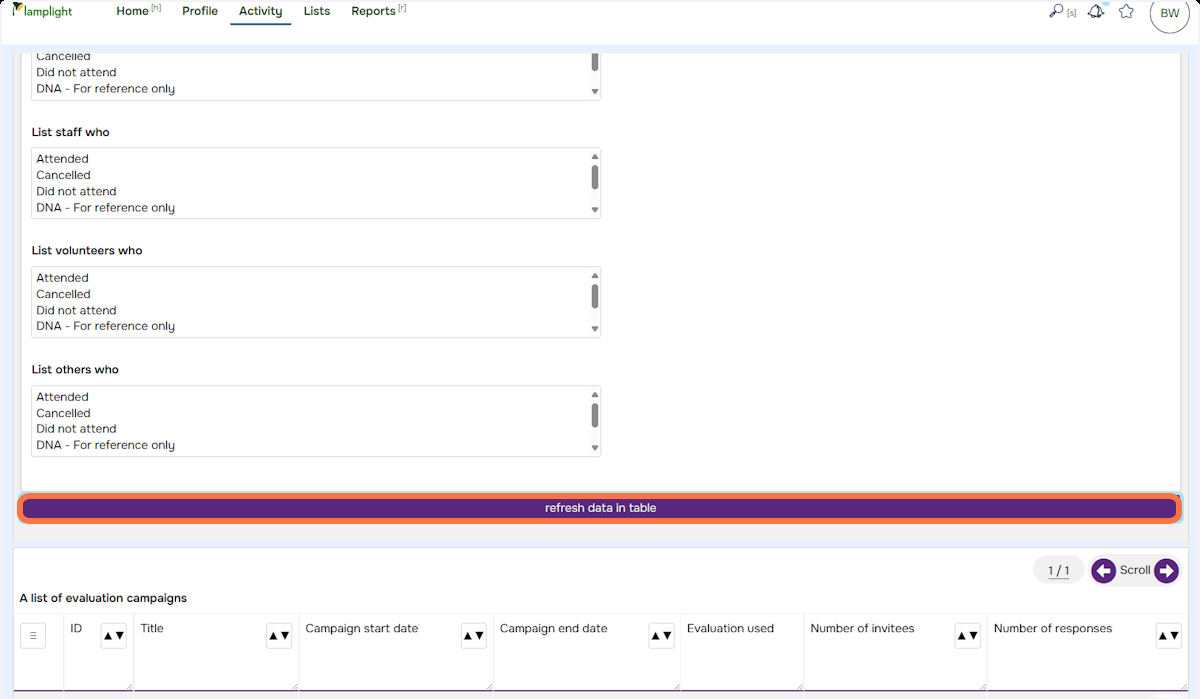 lamplight
Home [h] Profile Activity Lists Reports [r] [s] BW
Cancelled
Did not attend
DNA - For reference only
List staff who
Attended
Cancelled
Did not attend
DNA - For reference only
List volunteers who
Attended
Cancelled
Did not attend
DNA - For reference only
List others who
Attended
Cancelled
Did not attend
DNA - For reference only
refresh data in table
1 / 1 Scroll
A list of evaluation campaigns
ID Title Campaign start date Campaign end date Evaluation used Number of invitees Number of responses